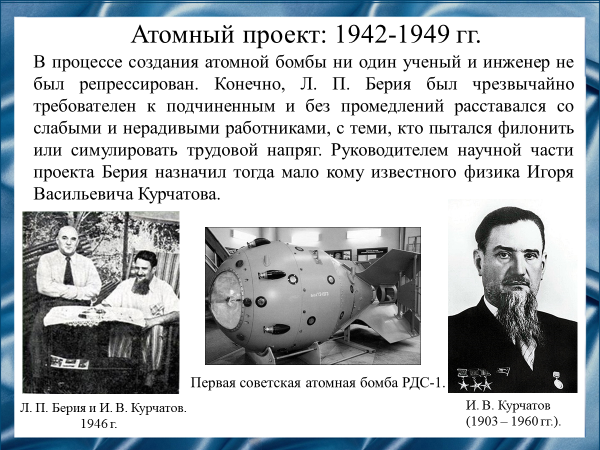 Атомный проект: 1942-1949 гг.
В процессе создания атомной бомбы ни один ученый и инженер не
был репрессирован. Конечно, Л. П. Берия был чрезвычайно
требователен к подчиненным и без промедлений расставался со
слабыми и нерадивыми работниками, с теми, кто пытался филонить
или симулировать трудовой напряг. Руководителем научной части
проекта Берия назначил тогда мало кому известного физика Игоря
Васильевича Курчатова.
Первая советская атомная бомба РДС-1.
Л. П. Берия и И. В. Курчатов.
1946 г.
И. В. Курчатов
(1903 – 1960 гг.).